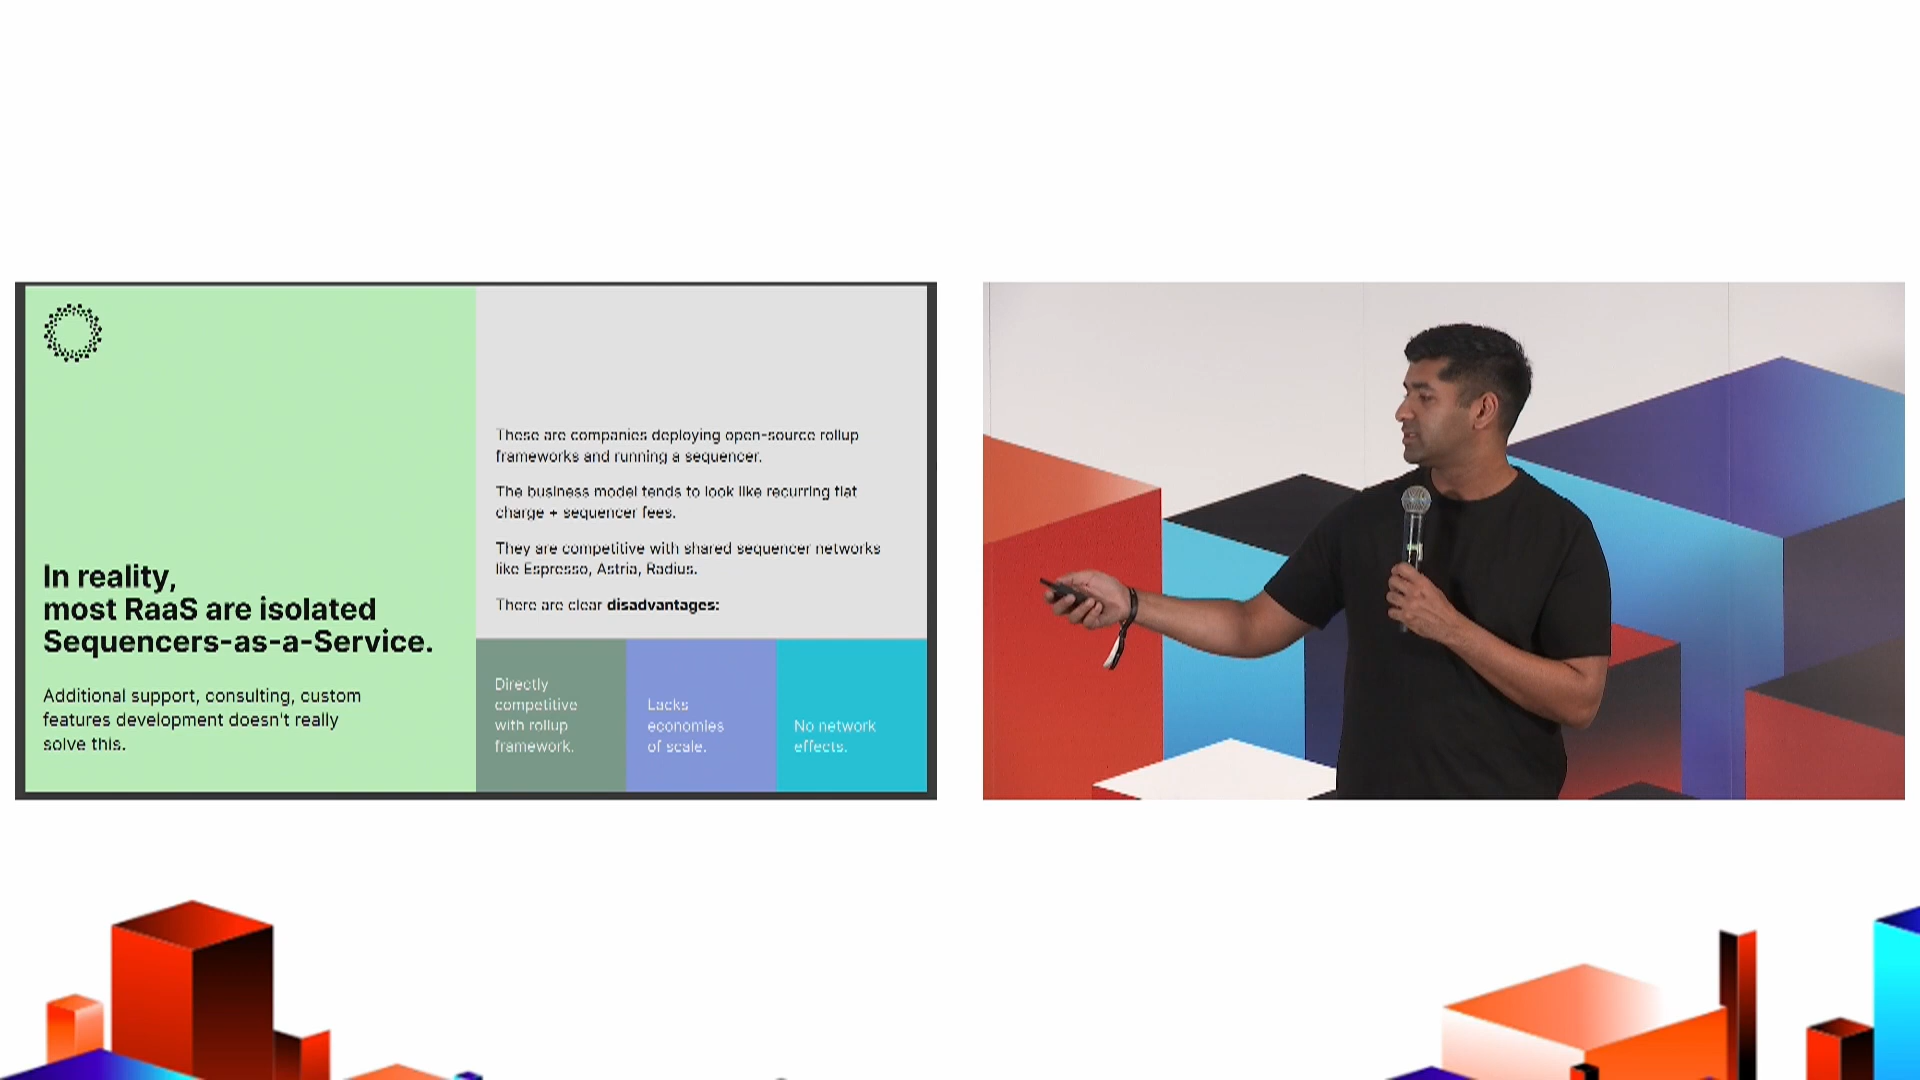 In reality,
most RaaS are isolated
Sequencers-as-a-Service.
Additional support, consulting, custom
features development doesn't really
solve this.
These are companies deploying open-source rollup
frameworks and running a sequencer.
The business model tends to look like recurring flat
charge + sequencer fees.
They are competitive with shared sequencer networks
like Espresso, Astria, Radius.
There are clear disadvantages:
Directly
competitive
with rollup
framework.
Lacks
economies
of scale.
No network
effects.